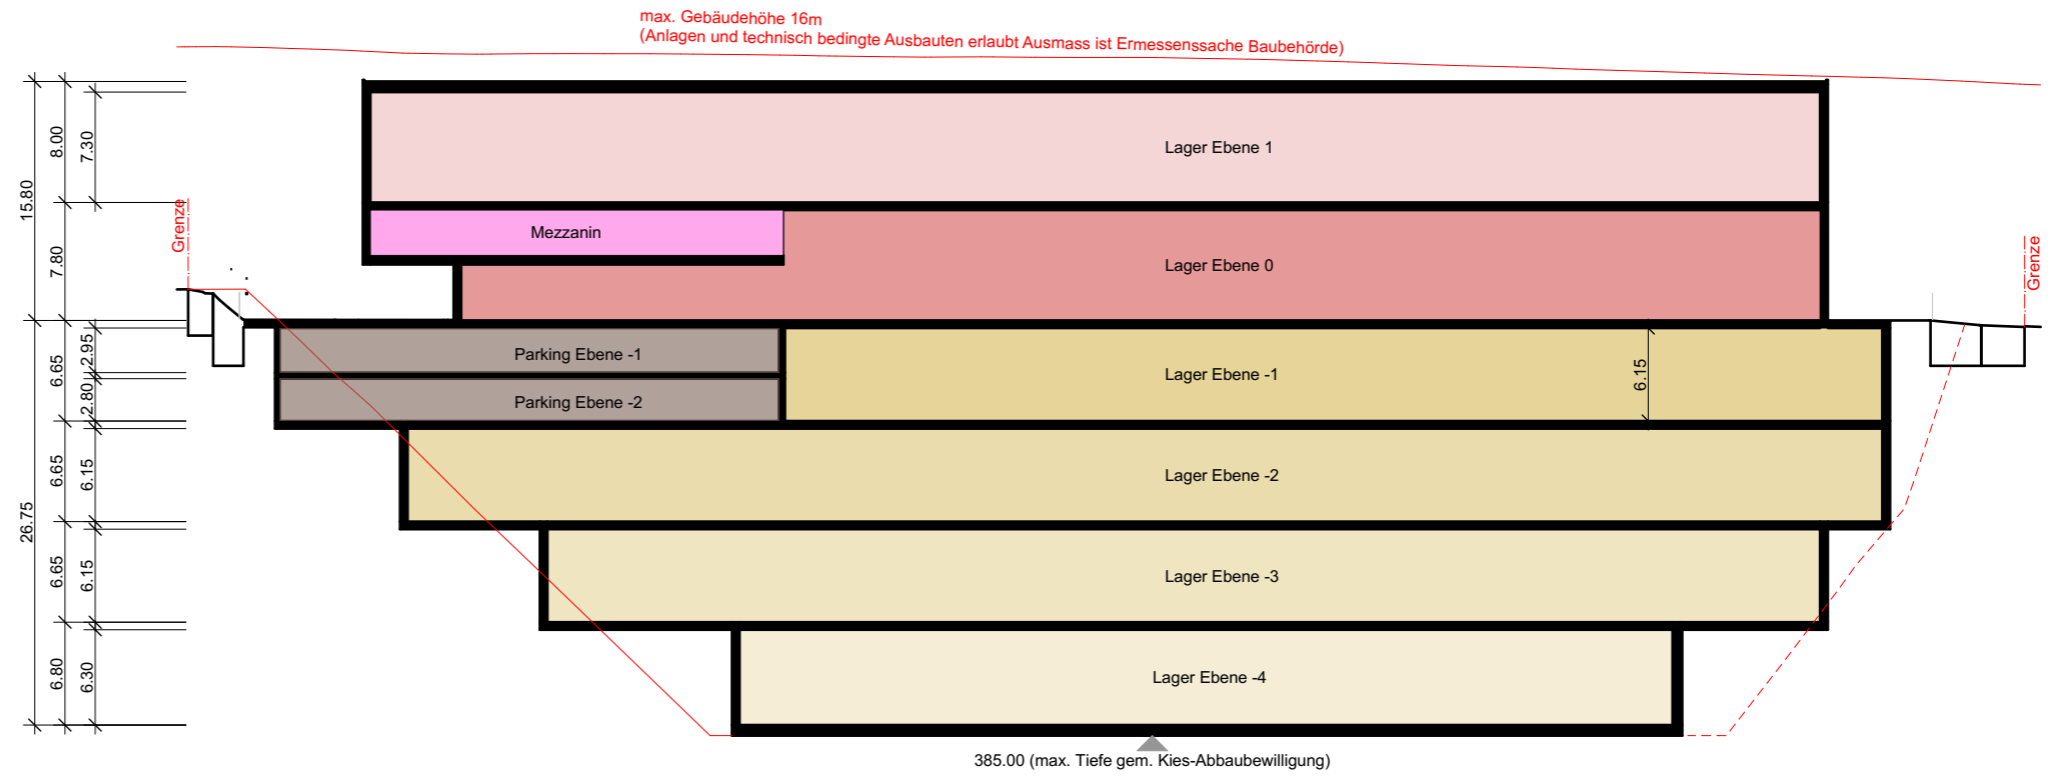 max. Gebäudehöhe 16m
(Anlagen und technisch bedingte Ausbauten erlaubt Ausmass ist Ermessenssache Baubehörde)
15.80
8.00
7.30
Lager Ebene 1
Grenze
7.80
Mezzanin
Lager Ebene 0
Grenze
26.75
6.65
2.95
Parking Ebene -1
2.80
Parking Ebene -2
Lager Ebene -1
6.15
6.65
6.15
Lager Ebene -2
6.65
6.15
Lager Ebene -3
6.80
6.30
Lager Ebene -4
385.00 (max. Tiefe gem. Kies-Abbaubewilligung)